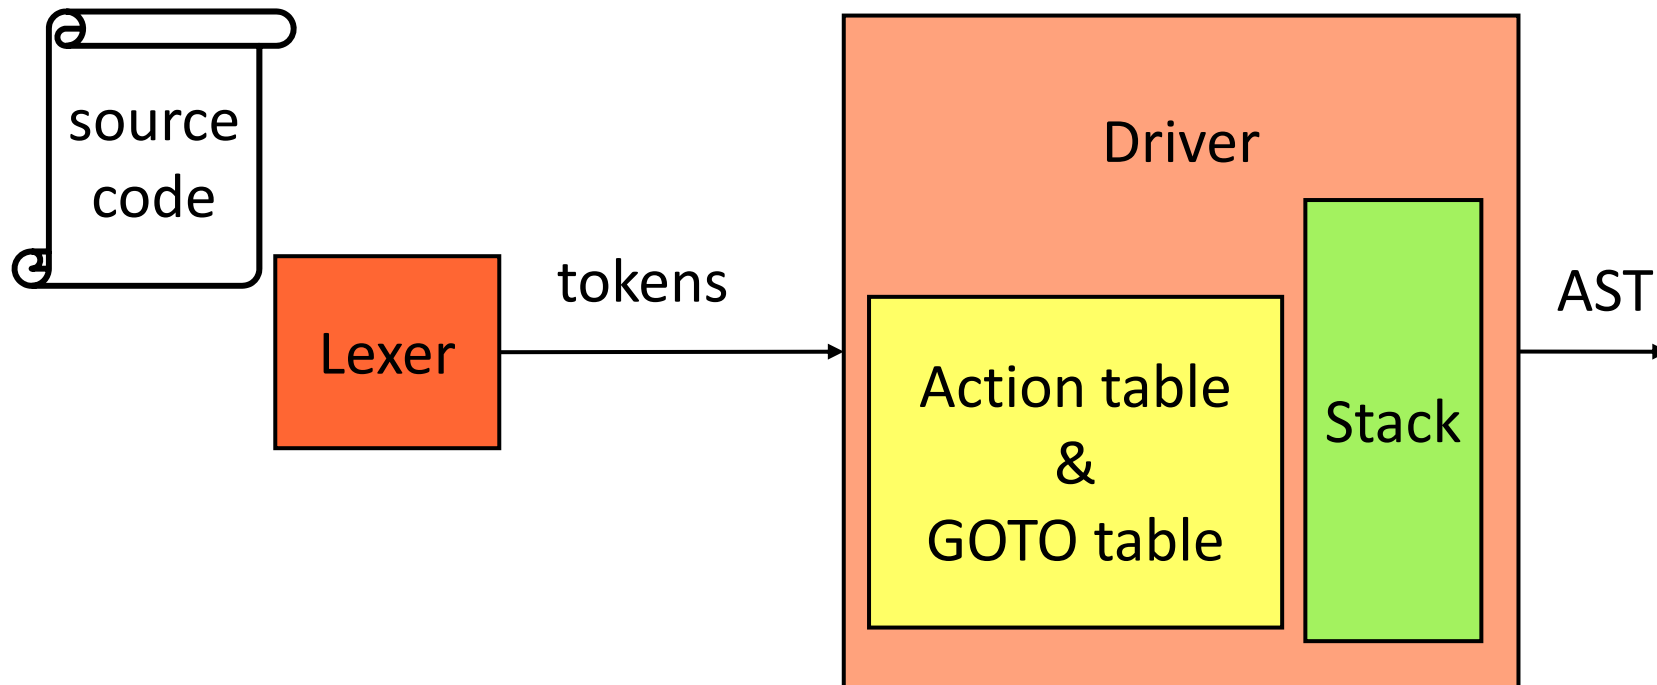 source
code
Lexer
tokens
Driver
Action table
&
GOTO table
Stack
AST